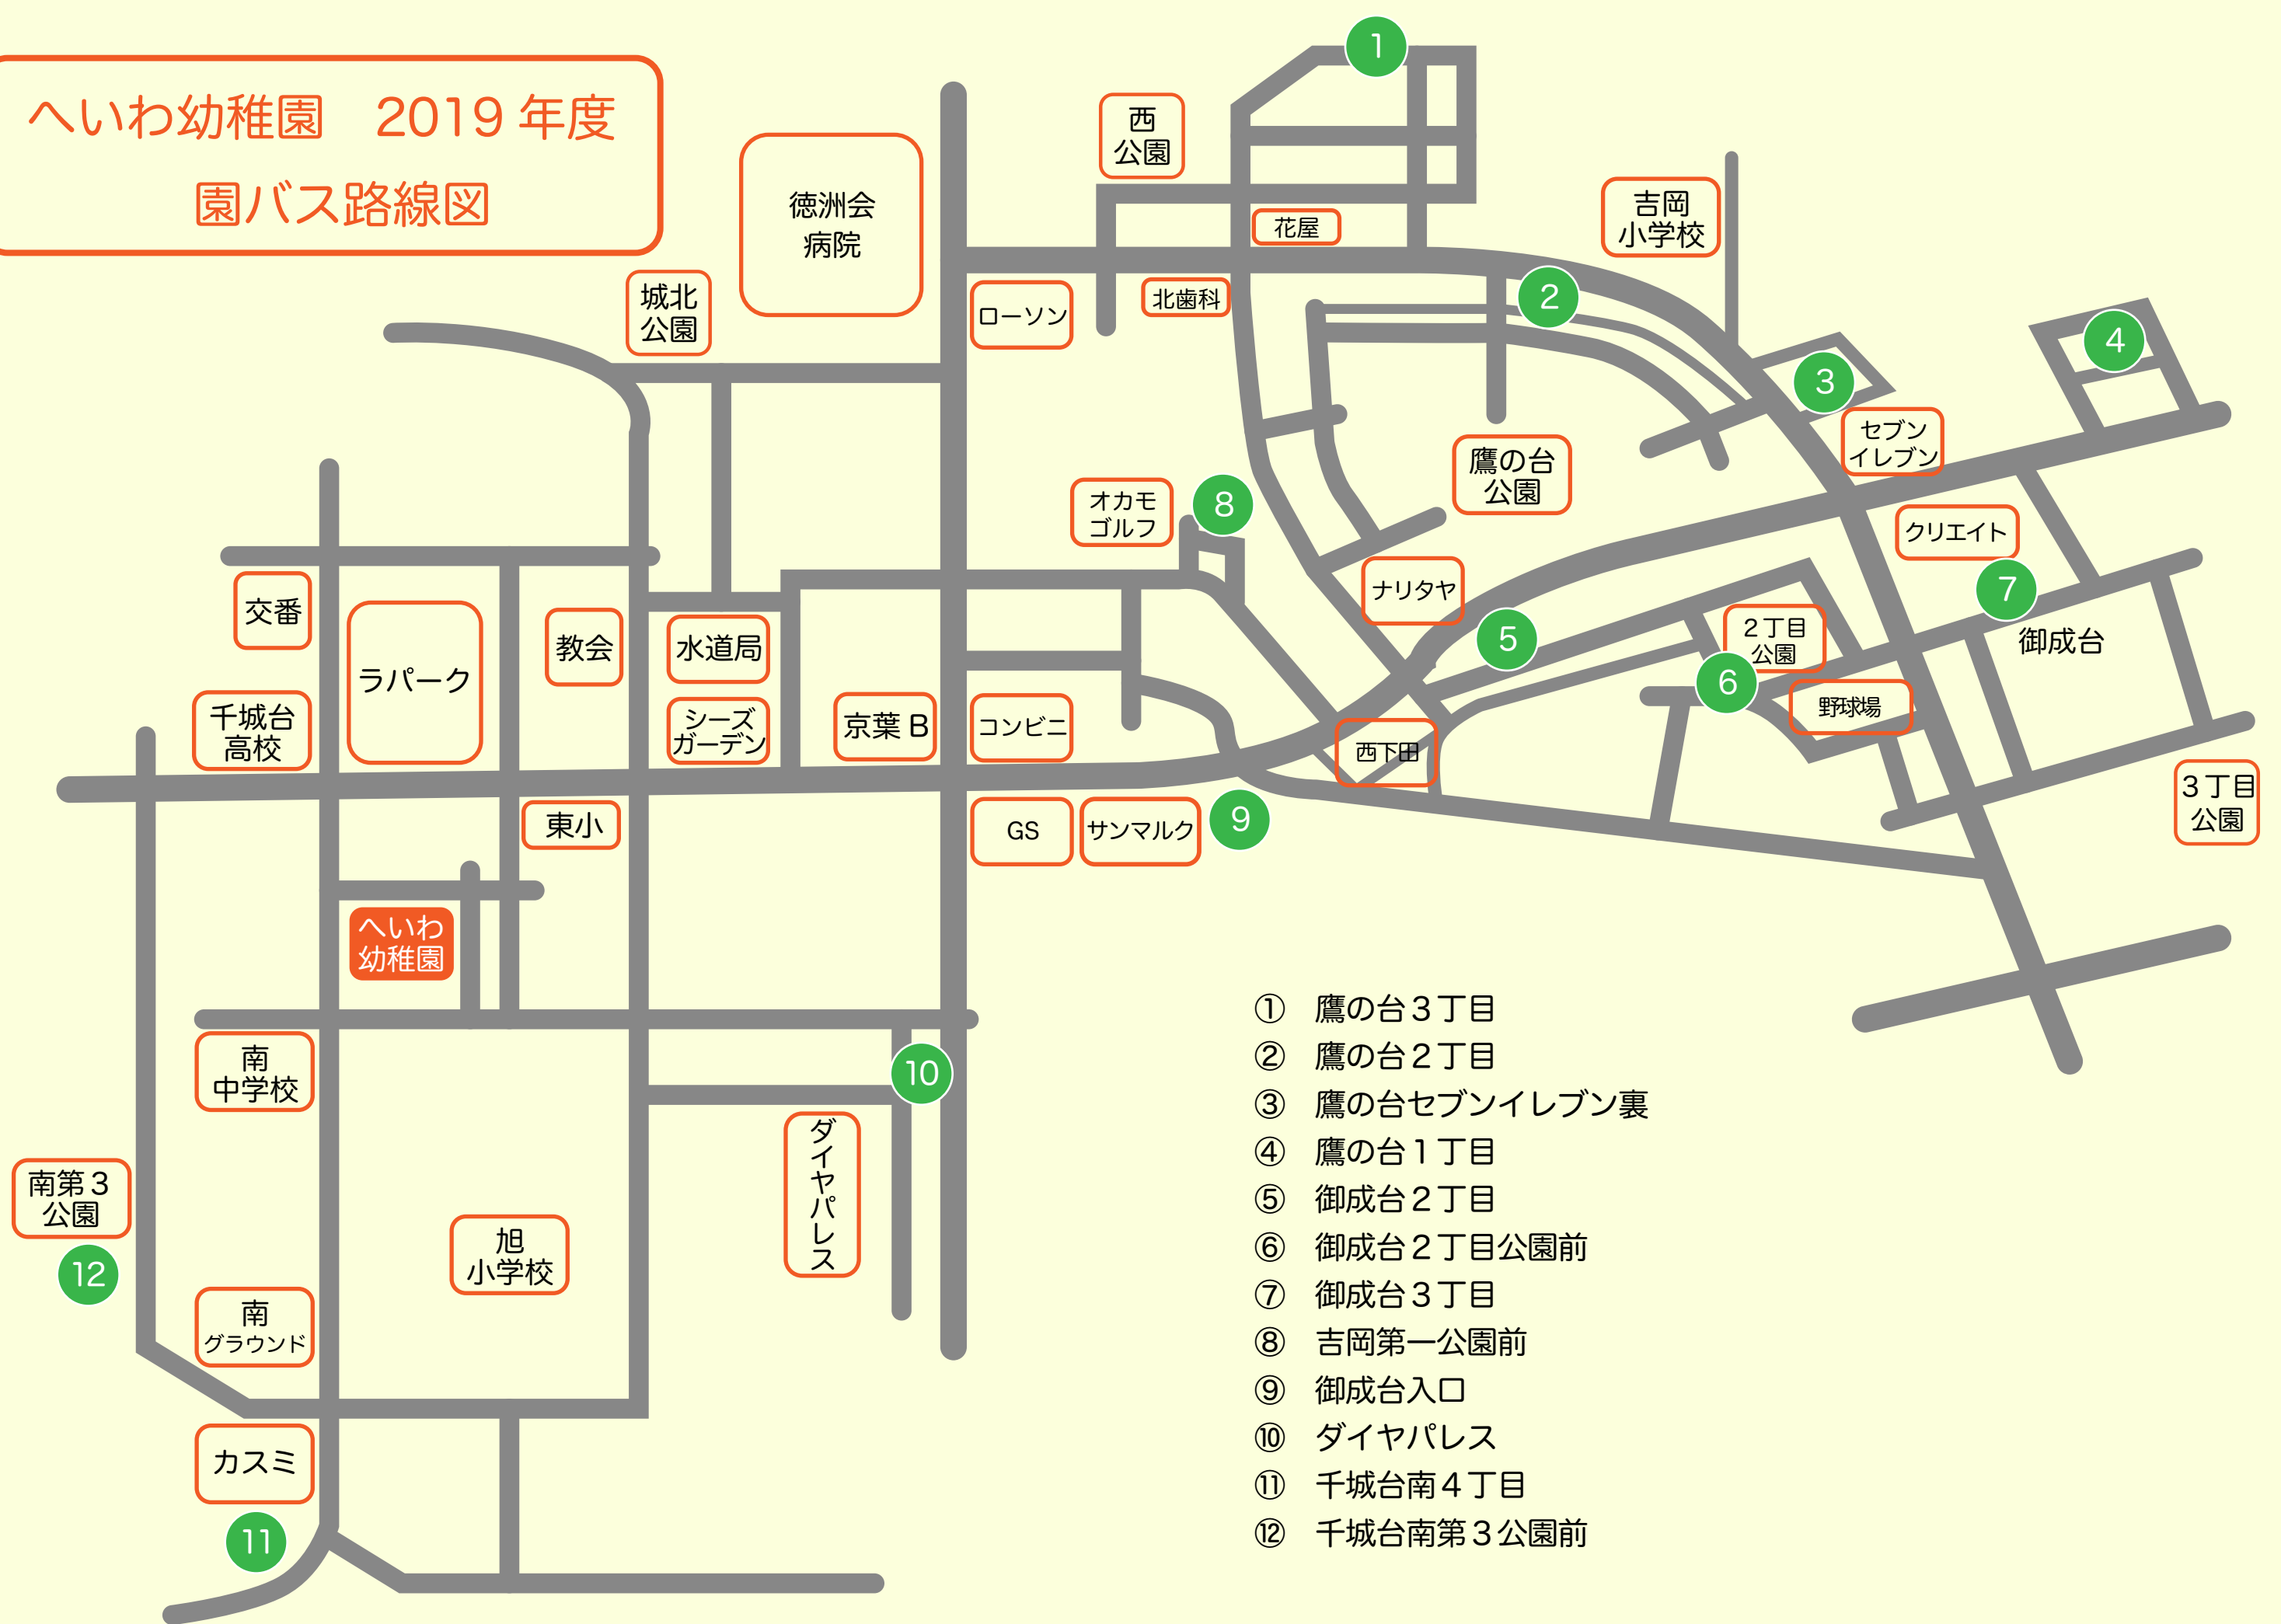 へいわ幼稚園　2019年度
園バス路線図
1
西
公園
徳洲会
病院
吉岡
小学校
花屋
城北
公園
ローソン
北歯科
2
3
4
セブン
イレブン
鷹の台
公園
オカモ
ゴルフ
8
クリエイト
交番
ラパーク
教会
水道局
ナリタヤ
5
7
2丁目
公園
御成台
6
野球場
千城台
高校
シーズ
ガーデン
京葉B
コンビニ
西下田
3丁目
公園
東小
GS
サンマルク
9
へいわ
幼稚園
南
中学校
10
ダイヤパレス
南第3
公園
12
旭
小学校
南
グラウンド
カスミ
11
①　鷹の台3丁目
②　鷹の台2丁目
③　鷹の台セブンイレブン裏
④　鷹の台1丁目
⑤　御成台2丁目
⑥　御成台2丁目公園前
⑦　御成台3丁目
⑧　吉岡第一公園前
⑨　御成台入口
⑩　ダイヤパレス
⑪　千城台南4丁目
⑫　千城台南第3公園前